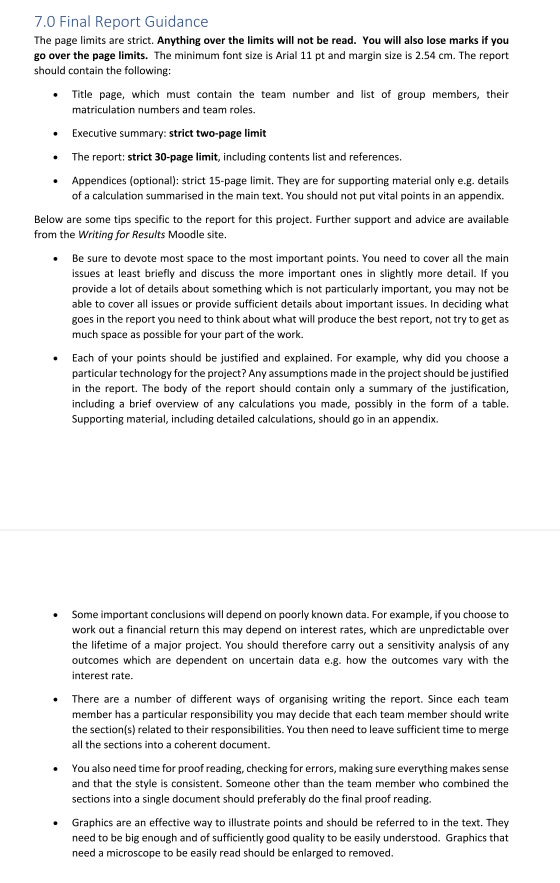 7.0 Final Report Guidance
The page limits are strict. Anything over the limits will not be read. You will also lose marks if you
go over the page limits. The minimum font size is Arial 11 pt and margin size is 2.54 cm. The report
should contain the following:
• Title page, which must contain the team number and list of group members, their
matriculation numbers and team roles.
• Executive summary: strict two-page limit
• The report: strict 30-page limit, including contents list and references.
• Appendices (optional): strict 15-page limit. They are for supporting material only e.g. details
of a calculation summarised in the main text. You should not put vital points in an appendix.
Below are some tips specific to the report for this project. Further support and advice are available
from the Writing for Results Moodle site.
• Be sure to devote most space to the most important points. You need to cover all the main
issues at least briefly and discuss the more important ones in slightly more detail. If you
provide a lot of details about something which is not particularly important, you may not be
able to cover all issues or provide sufficient details about important issues. In deciding what
goes in the report you need to think about what will produce the best report, not try to get as
much space as possible for your part of the work.
• Each of your points should be justified and explained. For example, why did you choose a
particular technology for the project? Any assumptions made in the project should be justified
in the report. The body of the report should contain only a summary of the justification,
including a brief overview of any calculations you made, possibly in the form of a table.
Supporting material, including detailed calculations, should go in an appendix.
• Some important conclusions will depend on poorly known data. For example, if you choose to
work out a financial return this may depend on interest rates, which are unpredictable over
the lifetime of a major project. You should therefore carry out a sensitivity analysis of any
outcomes which are dependent on uncertain data e.g. how the outcomes vary with the
interest rate.
• There are a number of different ways of organising writing the report. Since each team
member has a particular responsibility you may decide that each team member should write
the section(s) related to their responsibilities. You then need to leave sufficient time to merge
all the sections into a coherent document.
• You also need time for proof reading, checking for errors, making sure everything makes sense
and that the style is consistent. Someone other than the team member who combined the
sections into a single document should preferably do the final proof reading.
• Graphics are an effective way to illustrate points and should be referred to in the text. They
need to be big enough and of sufficiently good quality to be easily understood. Graphics that
need a microscope to be easily read should be enlarged to removed.